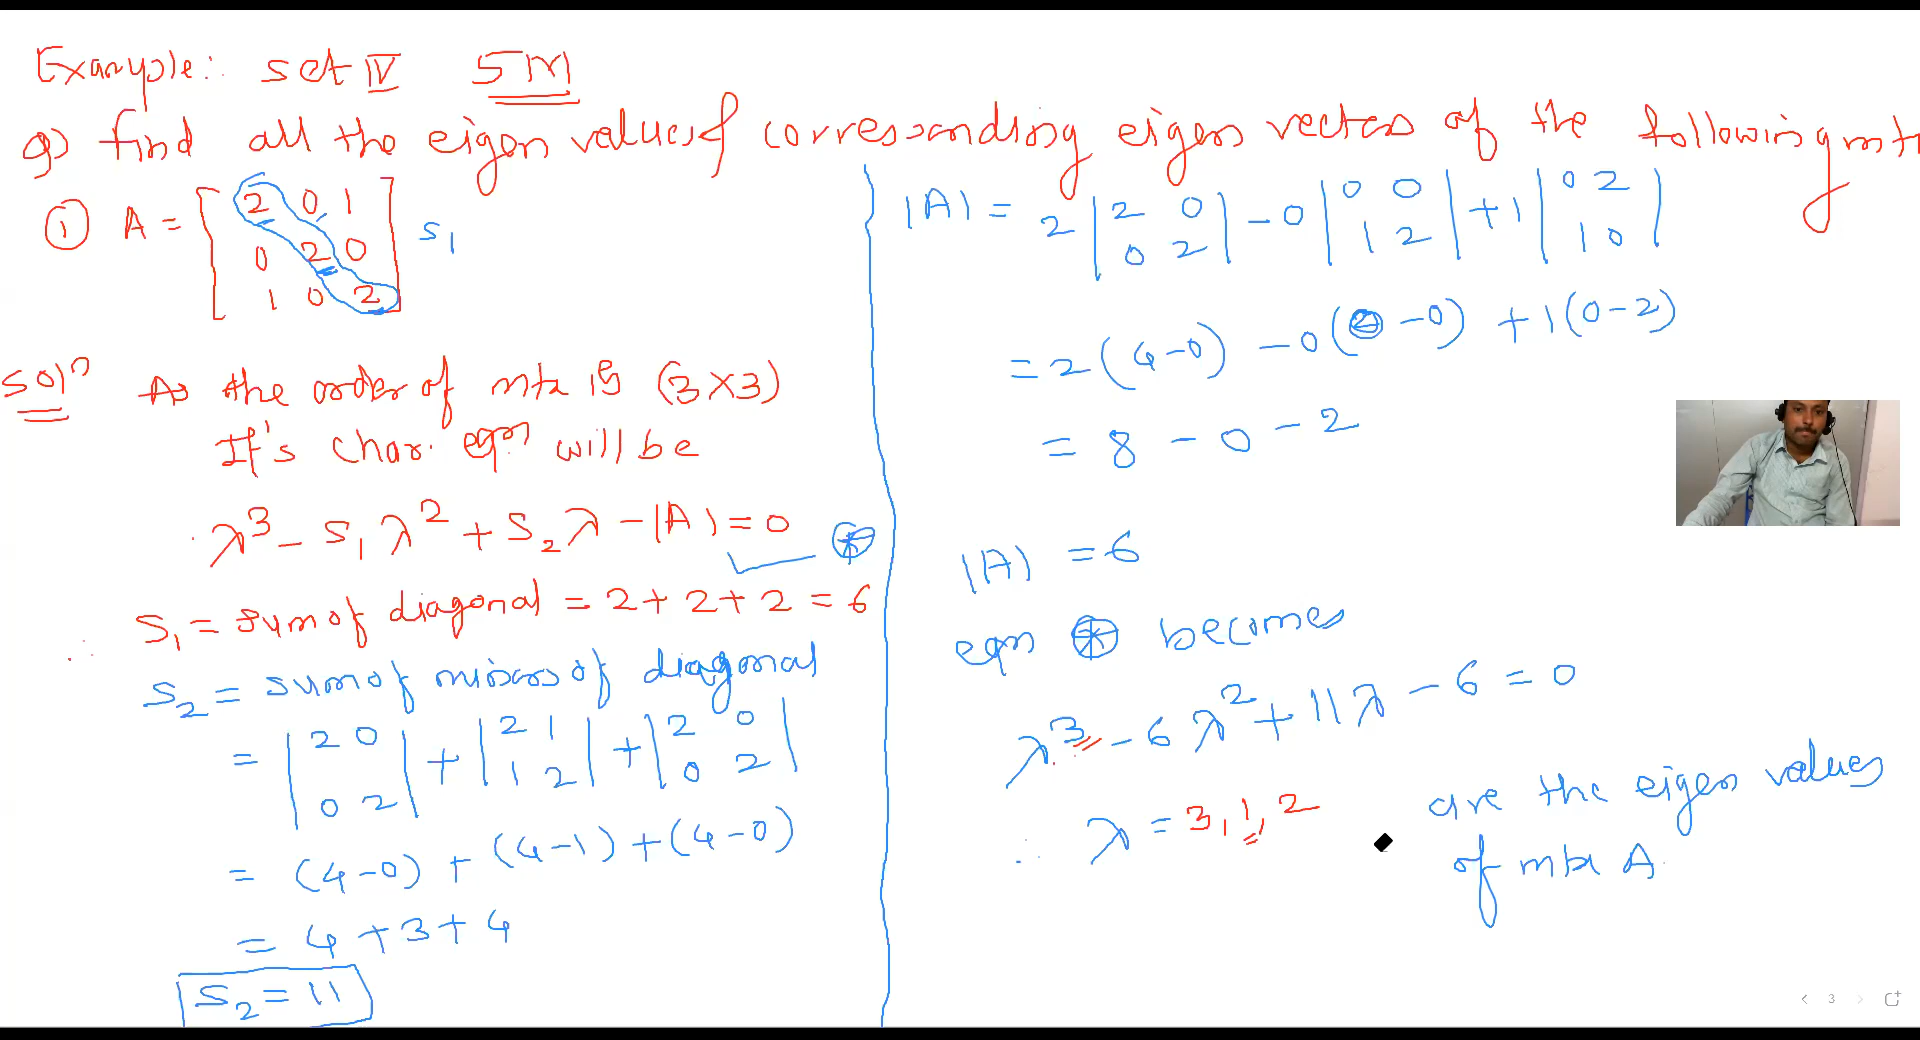 Example: set IV 5M
Q) find all the eigen values & corresponding eigen vectors of the following mt
① A = [ 2 0 1
0 2 0
1 0 2 ] S₁
Solⁿ As the order of mtx is (3×3)
It's char. eqn will be
λ³ - S₁λ² + S₂λ - |A| = 0 ⊛
∴ S₁ = sum of diagonal = 2+2+2 = 6
S₂ = sum of minors of diagonal
= |2 0| + |2 1| + |2 0|
|0 2| |1 2| |0 2|
= (4-0) + (4-1) + (4-0)
= 4+3+4
S₂ = 11
|A| = 2 |2 0| - 0 |0 0| + 1 |0 2|
|0 2| |1 2| |1 0|
= 2(4-0) - 0( -0) + 1(0-2)
= 8 - 0 - 2
|A| = 6
eqn ⊛ becomes
λ³ - 6λ² + 11λ - 6 = 0
∴ λ = 3, 1, 2 are the eigen values
of mtx A
3